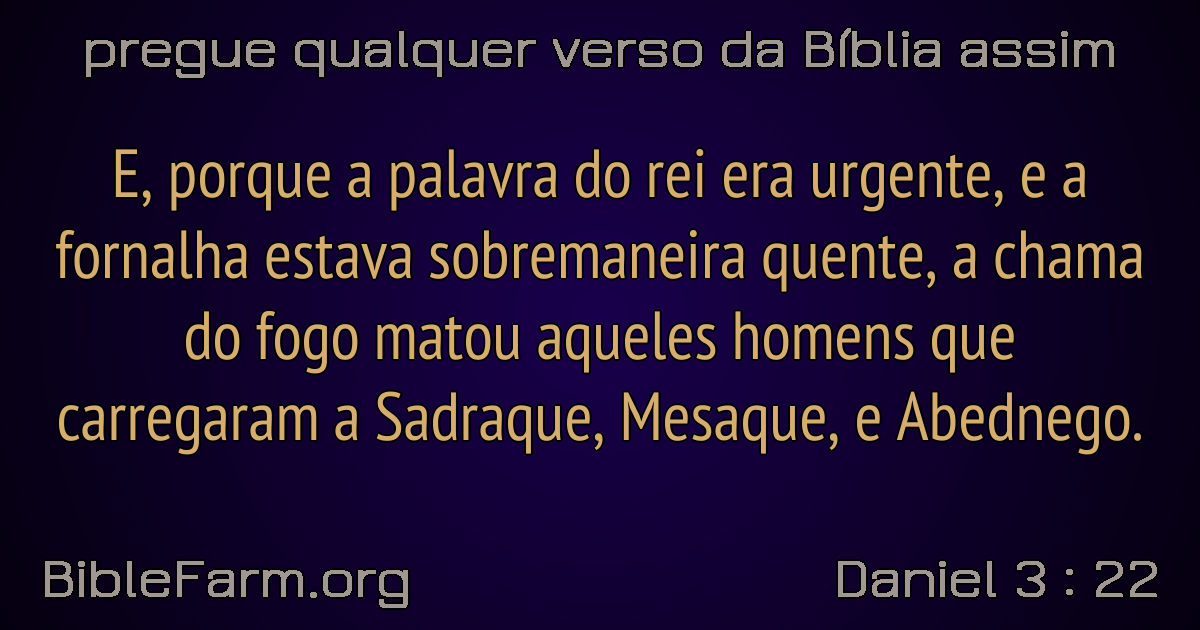 pregue qualquer verso da Bíblia assim
E, porque a palavra do rei era urgente, e a
fornalha estava sobremaneira quente, a chama
do fogo matou aqueles homens que
carregaram a Sadraque, Mesaque, e Abednego.
BibleFarm.org
Daniel 3 : 22